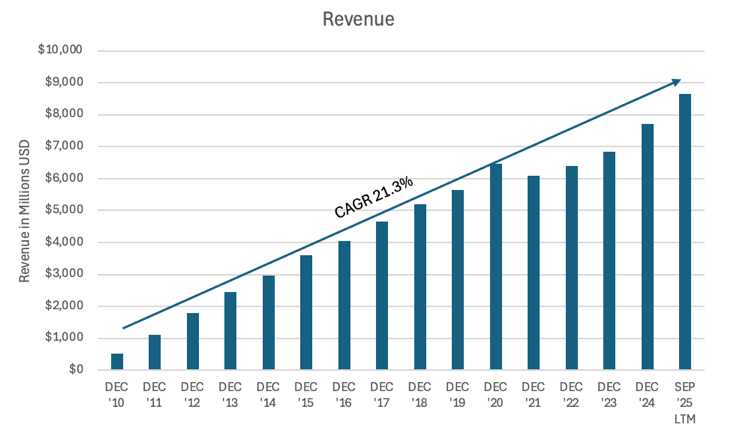 Revenue
$10,000
$9,000
$8,000
$7,000
$6,000
$5,000
$4,000
$3,000
$2,000
$1,000
$0
Revenue in Millions USD
CAGR 21.3%
DEC '10
DEC '11
DEC '12
DEC '13
DEC '14
DEC '15
DEC '16
DEC '17
DEC '18
DEC '19
DEC '20
DEC '21
DEC '22
DEC '23
DEC '24
SEP '25 LTM